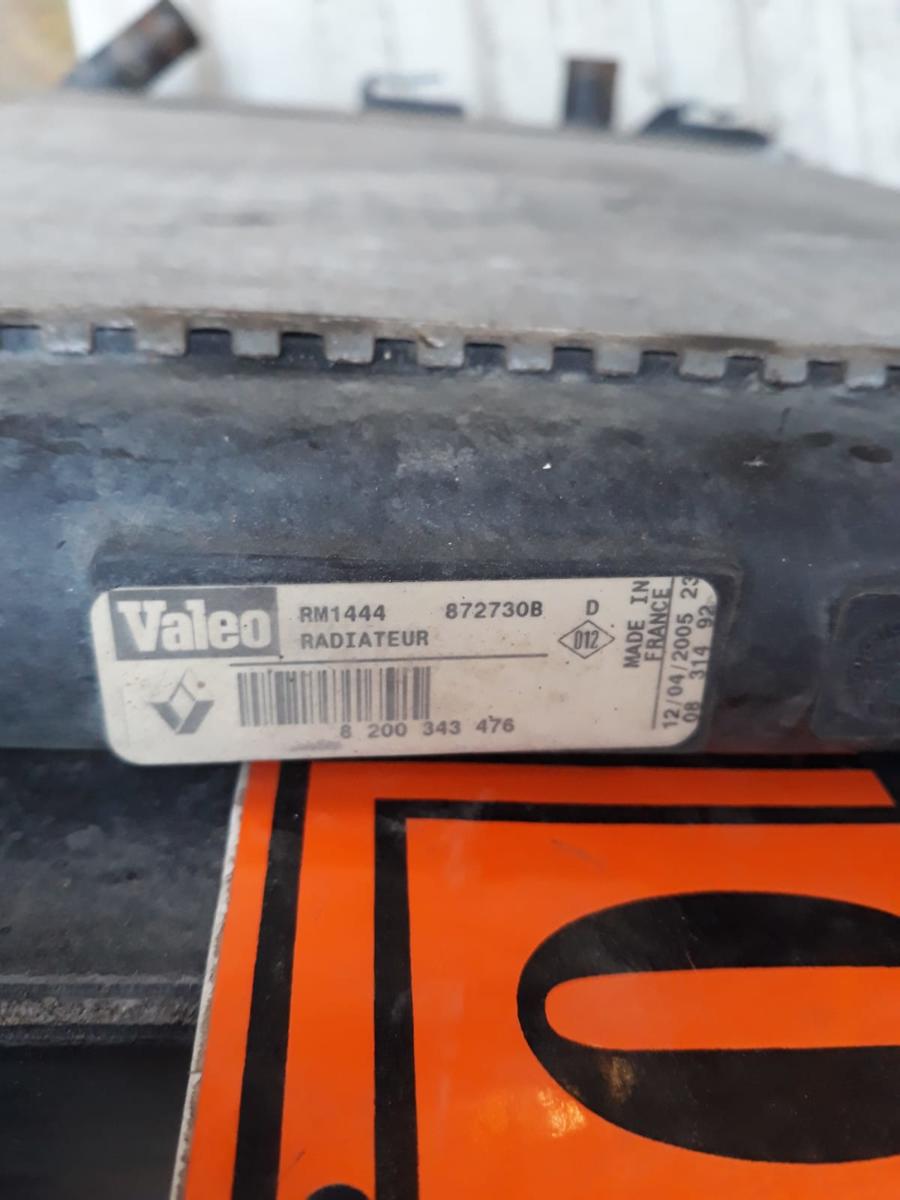 Valeo
RM1444 872730B D
RADIATEUR 012
8 200 343 476
MADE IN
FRANCE
12/04/2005 23
08 314 92
0